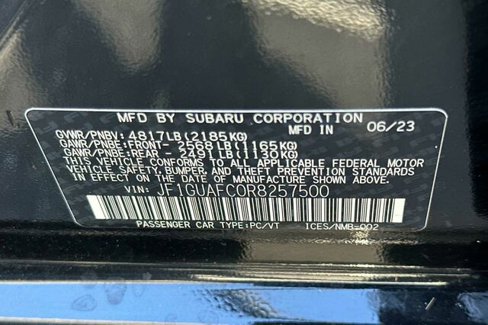 MFD BY SUBARU CORPORATION
GVWR/PNBV: 4817LB(2185KG) MFD IN 06/23
GAWR/PNBE:FRONT- 2568LB(1165KG)
GAWR/PNBE:REAR - 2491LB(1130KG)
THIS VEHICLE CONFORMS TO ALL APPLICABLE FEDERAL MOTOR
VEHICLE SAFETY, BUMPER, AND THEFT PREVENTION STANDARDS
IN EFFECT ON THE DATE OF MANUFACTURE SHOWN ABOVE.
VIN: JF1GUAFC0R8257500
PASSENGER CAR TYPE:PC/VT ICES/NMB-002